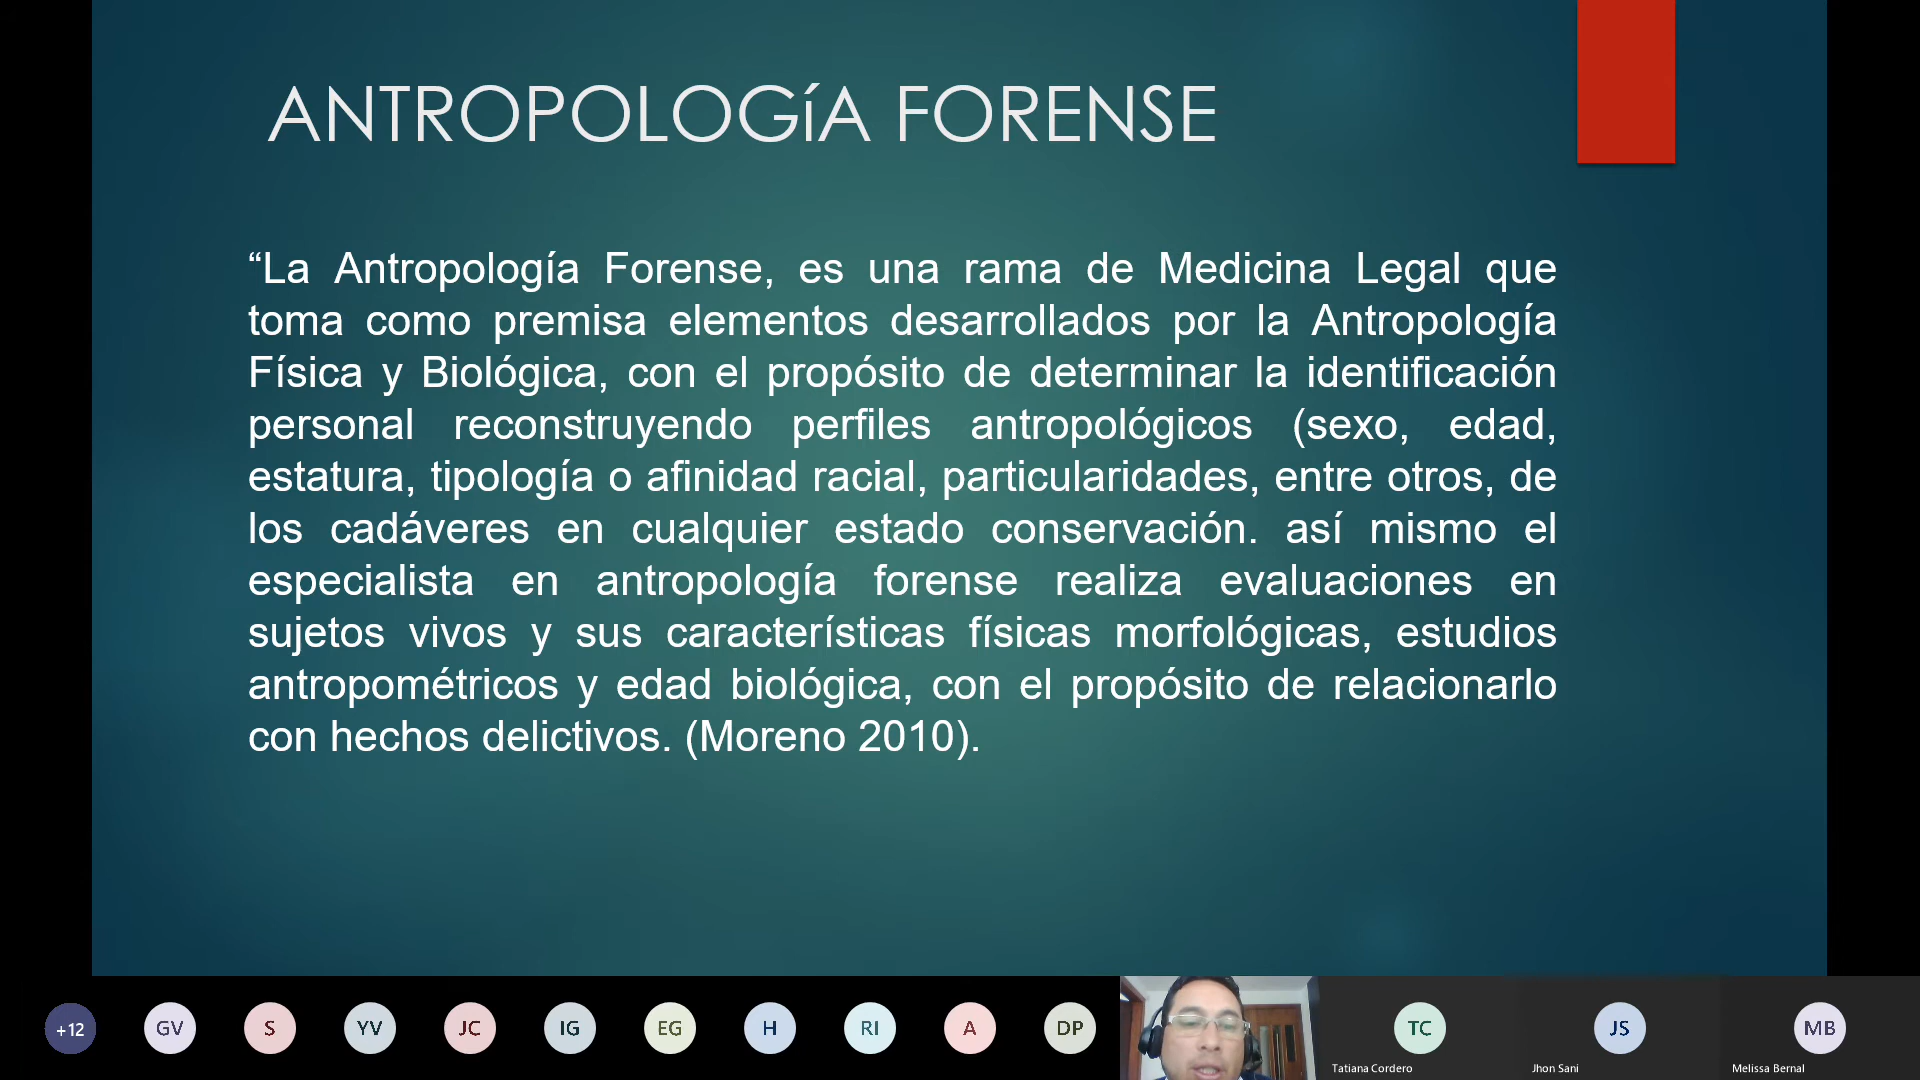 ANTROPOLOGíA FORENSE
“La Antropología Forense, es una rama de Medicina Legal que
toma como premisa elementos desarrollados por la Antropología
Física y Biológica, con el propósito de determinar la identificación
personal reconstruyendo perfiles antropológicos (sexo, edad,
estatura, tipología o afinidad racial, particularidades, entre otros, de
los cadáveres en cualquier estado conservación. así mismo el
especialista en antropología forense realiza evaluaciones en
sujetos vivos y sus características físicas morfológicas, estudios
antropométricos y edad biológica, con el propósito de relacionarlo
con hechos delictivos. (Moreno 2010).
+12 GV S YV JC IG EG H RI A DP TC JS MB
Tatiana Cordero Jhon Sani Melissa Bernal